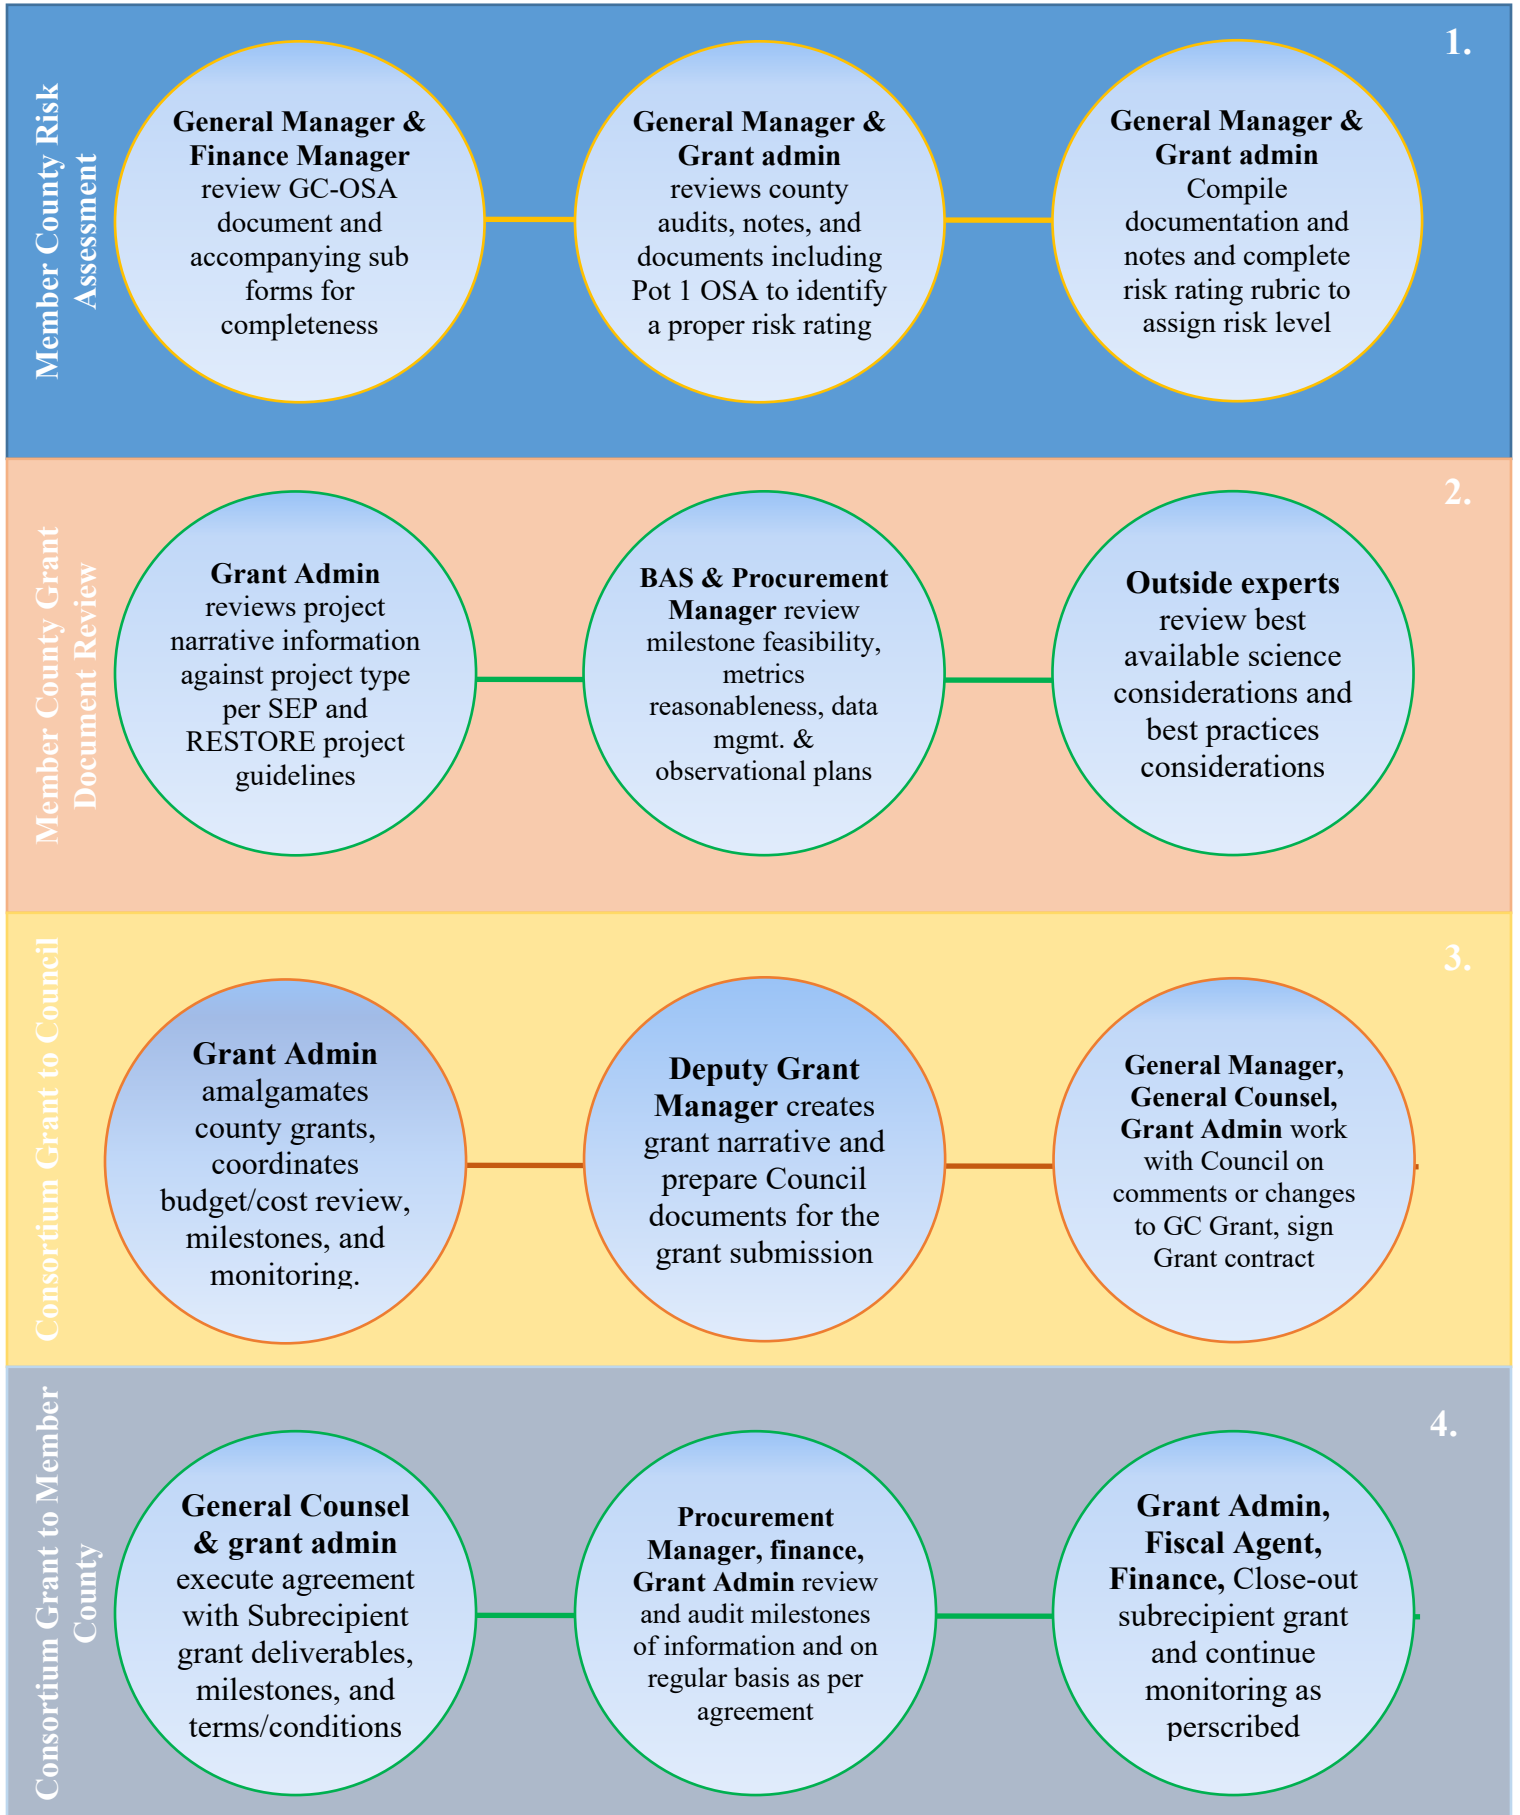 1.
Member County Risk
Assessment
General Manager &
Finance Manager
review GC-OSA
document and
accompanying sub
forms for
completeness
General Manager &
Grant admin
reviews county
audits, notes, and
documents including
Pot 1 OSA to identify
a proper risk rating
General Manager &
Grant admin
Compile
documentation and
notes and complete
risk rating rubric to
assign risk level
2.
Member County Grant
Document Review
Grant Admin
reviews project
narrative information
against project type
per SEP and
RESTORE project
guidelines
BAS & Procurement
Manager review
milestone feasibility,
metrics
reasonableness, data
mgmt. &
observational plans
Outside experts
review best
available science
considerations and
best practices
considerations
3.
Consortium Grant to Council
Grant Admin
amalgamates
county grants,
coordinates
budget/cost review,
milestones, and
monitoring.
Deputy Grant
Manager creates
grant narrative and
prepare Council
documents for the
grant submission
General Manager,
General Counsel,
Grant Admin work
with Council on
comments or changes
to GC Grant, sign
Grant contract
4.
Consortium Grant to Member
County
General Counsel
& grant admin
execute agreement
with Subrecipient
grant deliverables,
milestones, and
terms/conditions
Procurement
Manager, finance,
Grant Admin review
and audit milestones
of information and on
regular basis as per
agreement
Grant Admin,
Fiscal Agent,
Finance, Close-out
subrecipient grant
and continue
monitoring as
perscribed